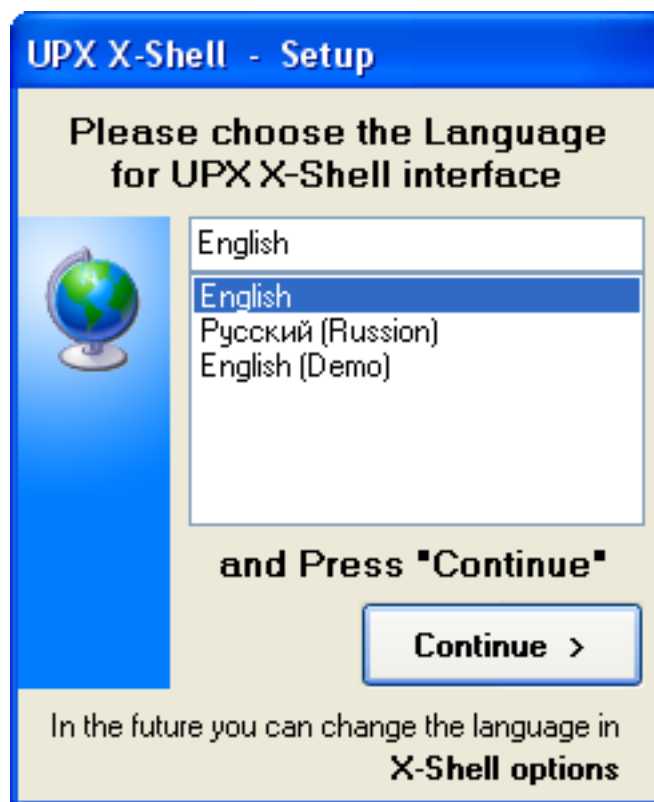 UPX X-Shell - Setup
Please choose the Language
for UPX X-Shell interface
English
English
Русский (Russion)
English (Demo)
and Press "Continue"
Continue >
In the future you can change the language in
X-Shell options